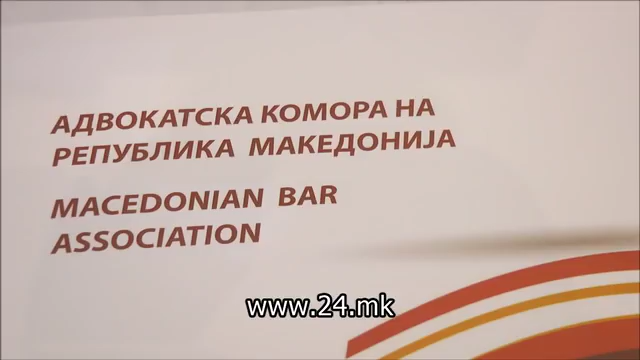 АДВОКАТСКА КОМОРА НА
РЕПУБЛИКА МАКЕДОНИЈА
MACEDONIAN BAR
ASSOCIATION
www.24.mk